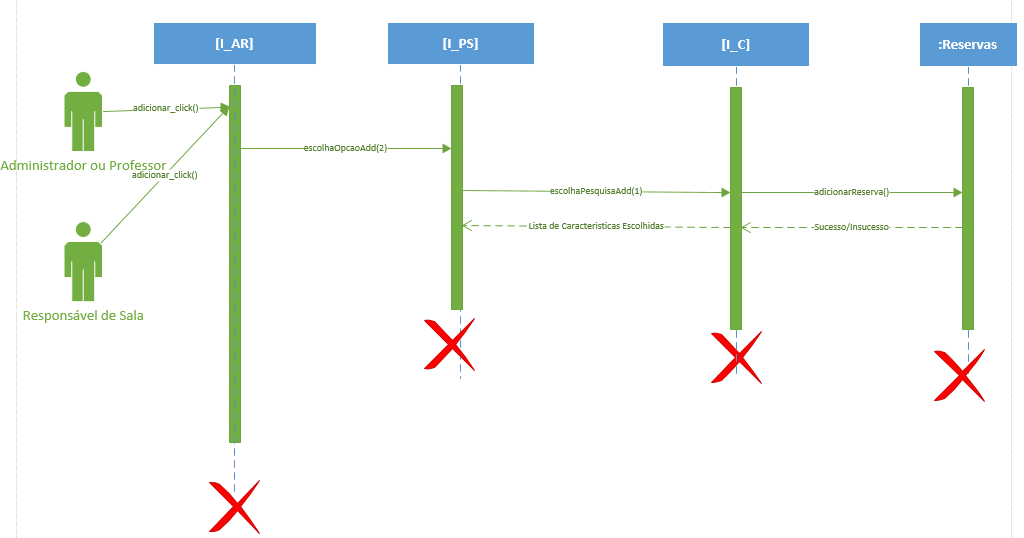 [I_AR]
[I_PS]
[I_C]
:Reservas
adicionar_click()
Administrador ou Professor
adicionar_click()
escolhaOpcaoAdd(2)
escolhaPesquisaAdd(1)
adicionarReserva()
Lista de Caracteristicas Escolhidas
Sucesso/Insucesso
Responsável de Sala